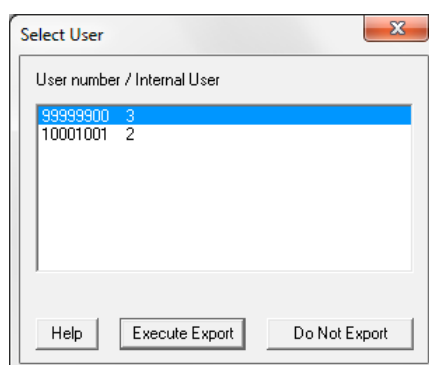 Select User
User number / Internal User
99999900 3
10001001 2
Help Execute Export Do Not Export